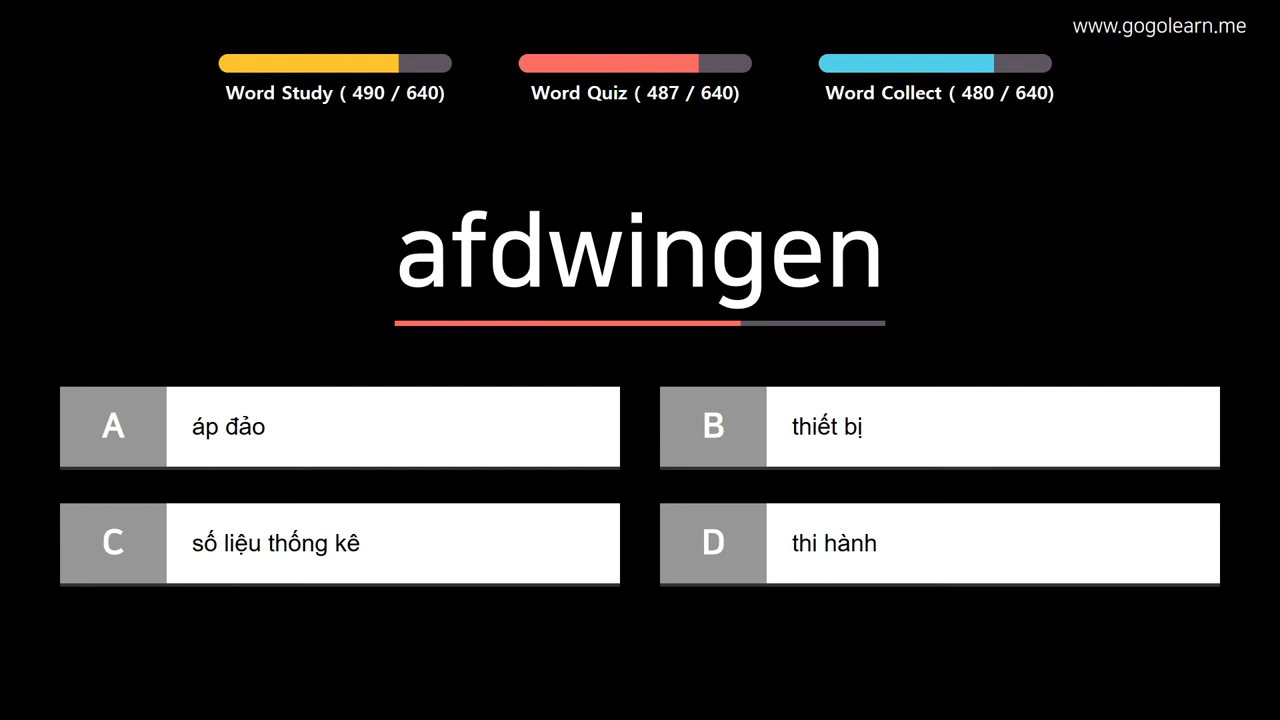 www.gogolearn.me
Word Study ( 490 / 640)
Word Quiz ( 487 / 640)
Word Collect ( 480 / 640)
afdwingen
A
áp đảo
B
thiết bị
C
số liệu thống kê
D
thi hành